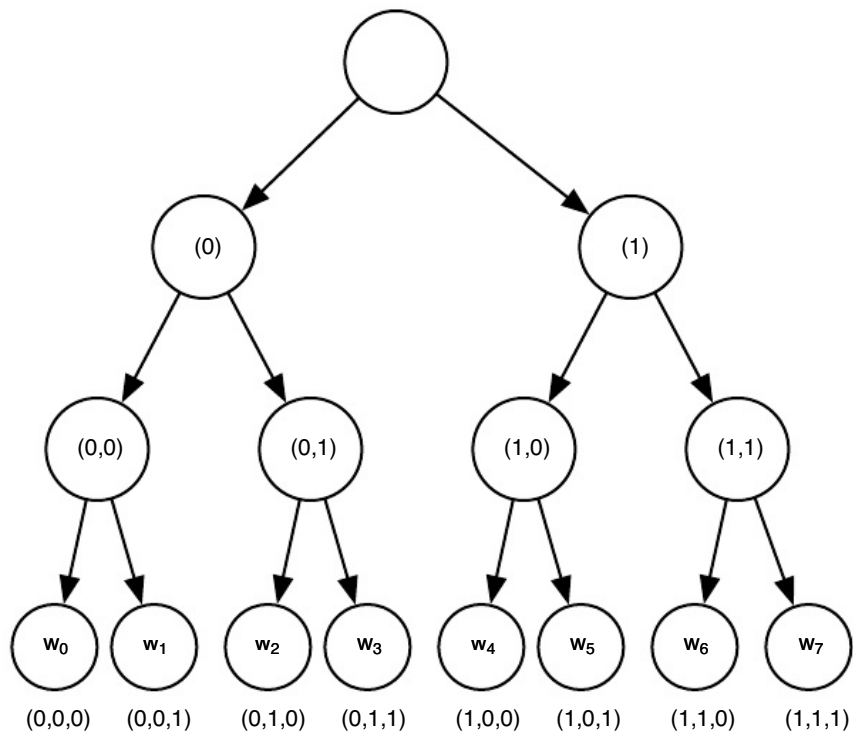 (0) (1)
(0,0) (0,1) (1,0) (1,1)
w₀ w₁ w₂ w₃ w₄ w₅ w₆ w₇
(0,0,0) (0,0,1) (0,1,0) (0,1,1) (1,0,0) (1,0,1) (1,1,0) (1,1,1)